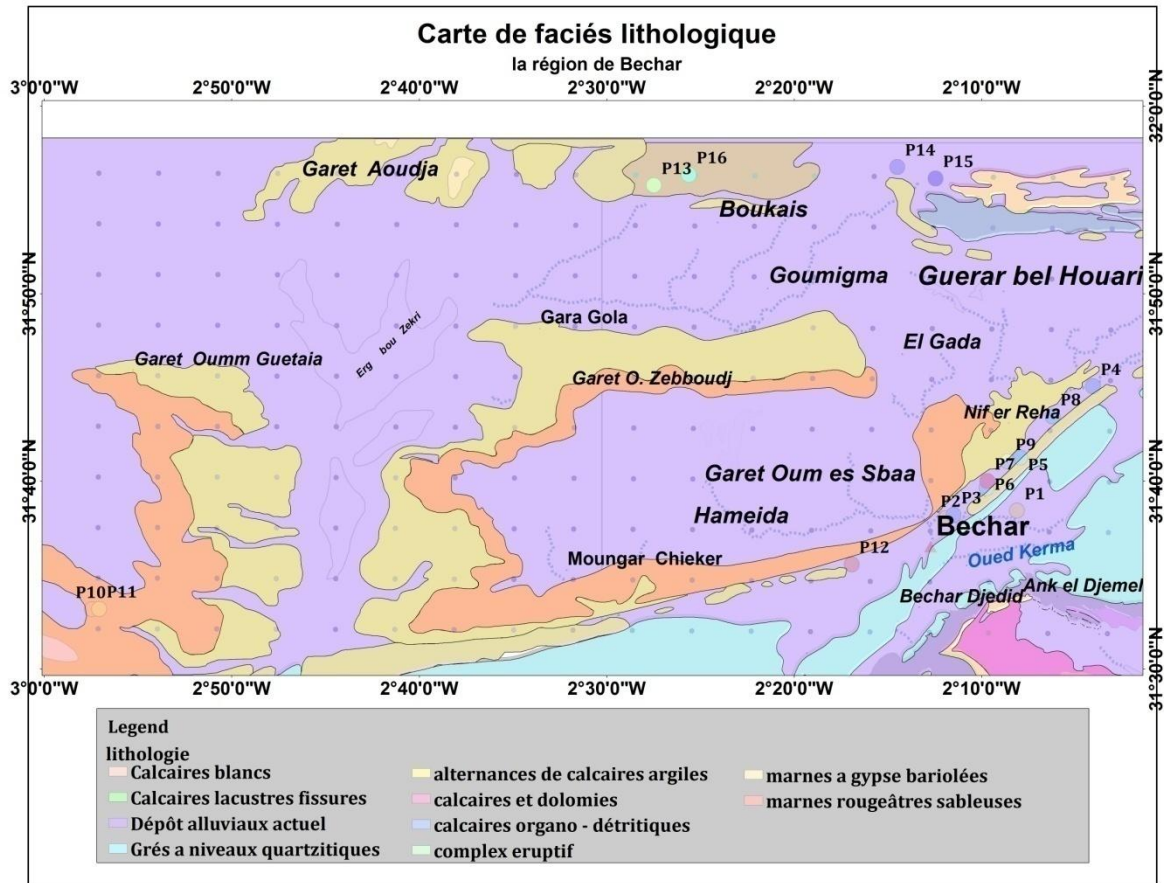 Carte de faciés lithologique
la région de Bechar
3°0'0"W 2°50'0"W 2°40'0"W 2°30'0"W 2°20'0"W 2°10'0"W
32°0'0"N
P14
P15
P13 P16
Garet Aoudja
Boukais
Goumigma
Guerar bel Houari
31°50'0"N 31°50'0"N
Erg bou Zekri
Gara Gola
El Gada
Garet Oumm Guetaia
Garet O. Zebboudj
P4
P8
Nif er Reha
P9
P7 P5
Garet Oum es Sbaa
P6
P1
P2 P3
31°40'0"N 31°40'0"N
Hameida
Bechar
P12
Moungar Chieker
Oued Kerma
Ank el Djemel
P10P11
Bechar Djedid
31°30'0"N
3°0'0"W 2°50'0"W 2°40'0"W 2°30'0"W 2°20'0"W 2°10'0"W
Legend
lithologie
Calcaires blancs
Calcaires lacustres fissures
Dépôt alluviaux actuel
Grés a niveaux quartzitiques
alternances de calcaires argiles
calcaires et dolomies
calcaires organo - détritiques
complex eruptif
marnes a gypse bariolées
marnes rougeâtres sableuses